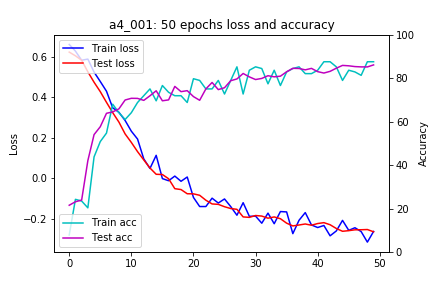 a4_001: 50 epochs loss and accuracy
Train loss
Test loss
Train acc
Test acc
Loss
0.6
0.4
0.2
0.0
−0.2
Accuracy
100
80
60
40
20
0
0
10
20
30
40
50